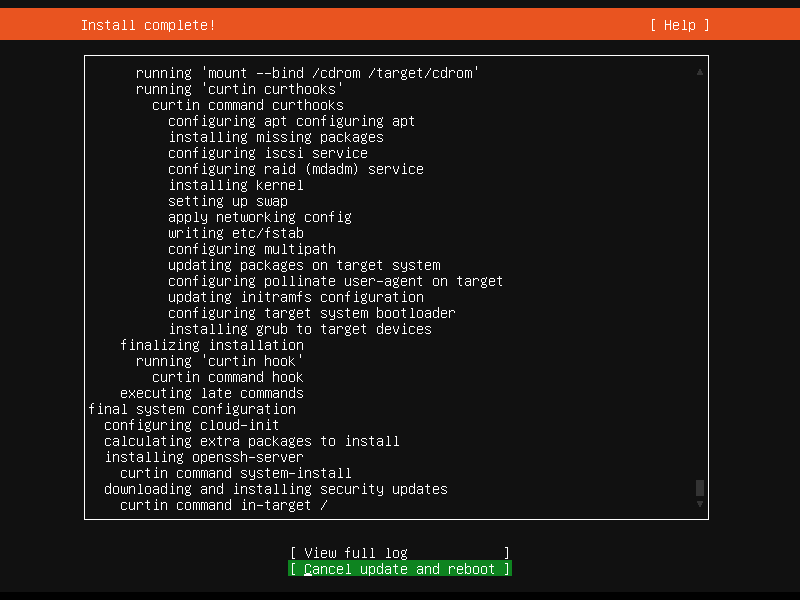 Install complete!
[ Help ]
running 'mount --bind /cdrom /target/cdrom'
running 'curtin curthooks'
curtin command curthooks
configuring apt configuring apt
installing missing packages
configuring iscsi service
configuring raid (mdadm) service
installing kernel
setting up swap
apply networking config
writing etc/fstab
configuring multipath
updating packages on target system
configuring pollinate user-agent on target
updating initramfs configuration
configuring target system bootloader
installing grub to target devices
finalizing installation
running 'curtin hook'
curtin command hook
executing late commands
final system configuration
configuring cloud-init
calculating extra packages to install
installing openssh-server
curtin command system-install
downloading and installing security updates
curtin command in-target /
[ View full log ]
[ Cancel update and reboot ]